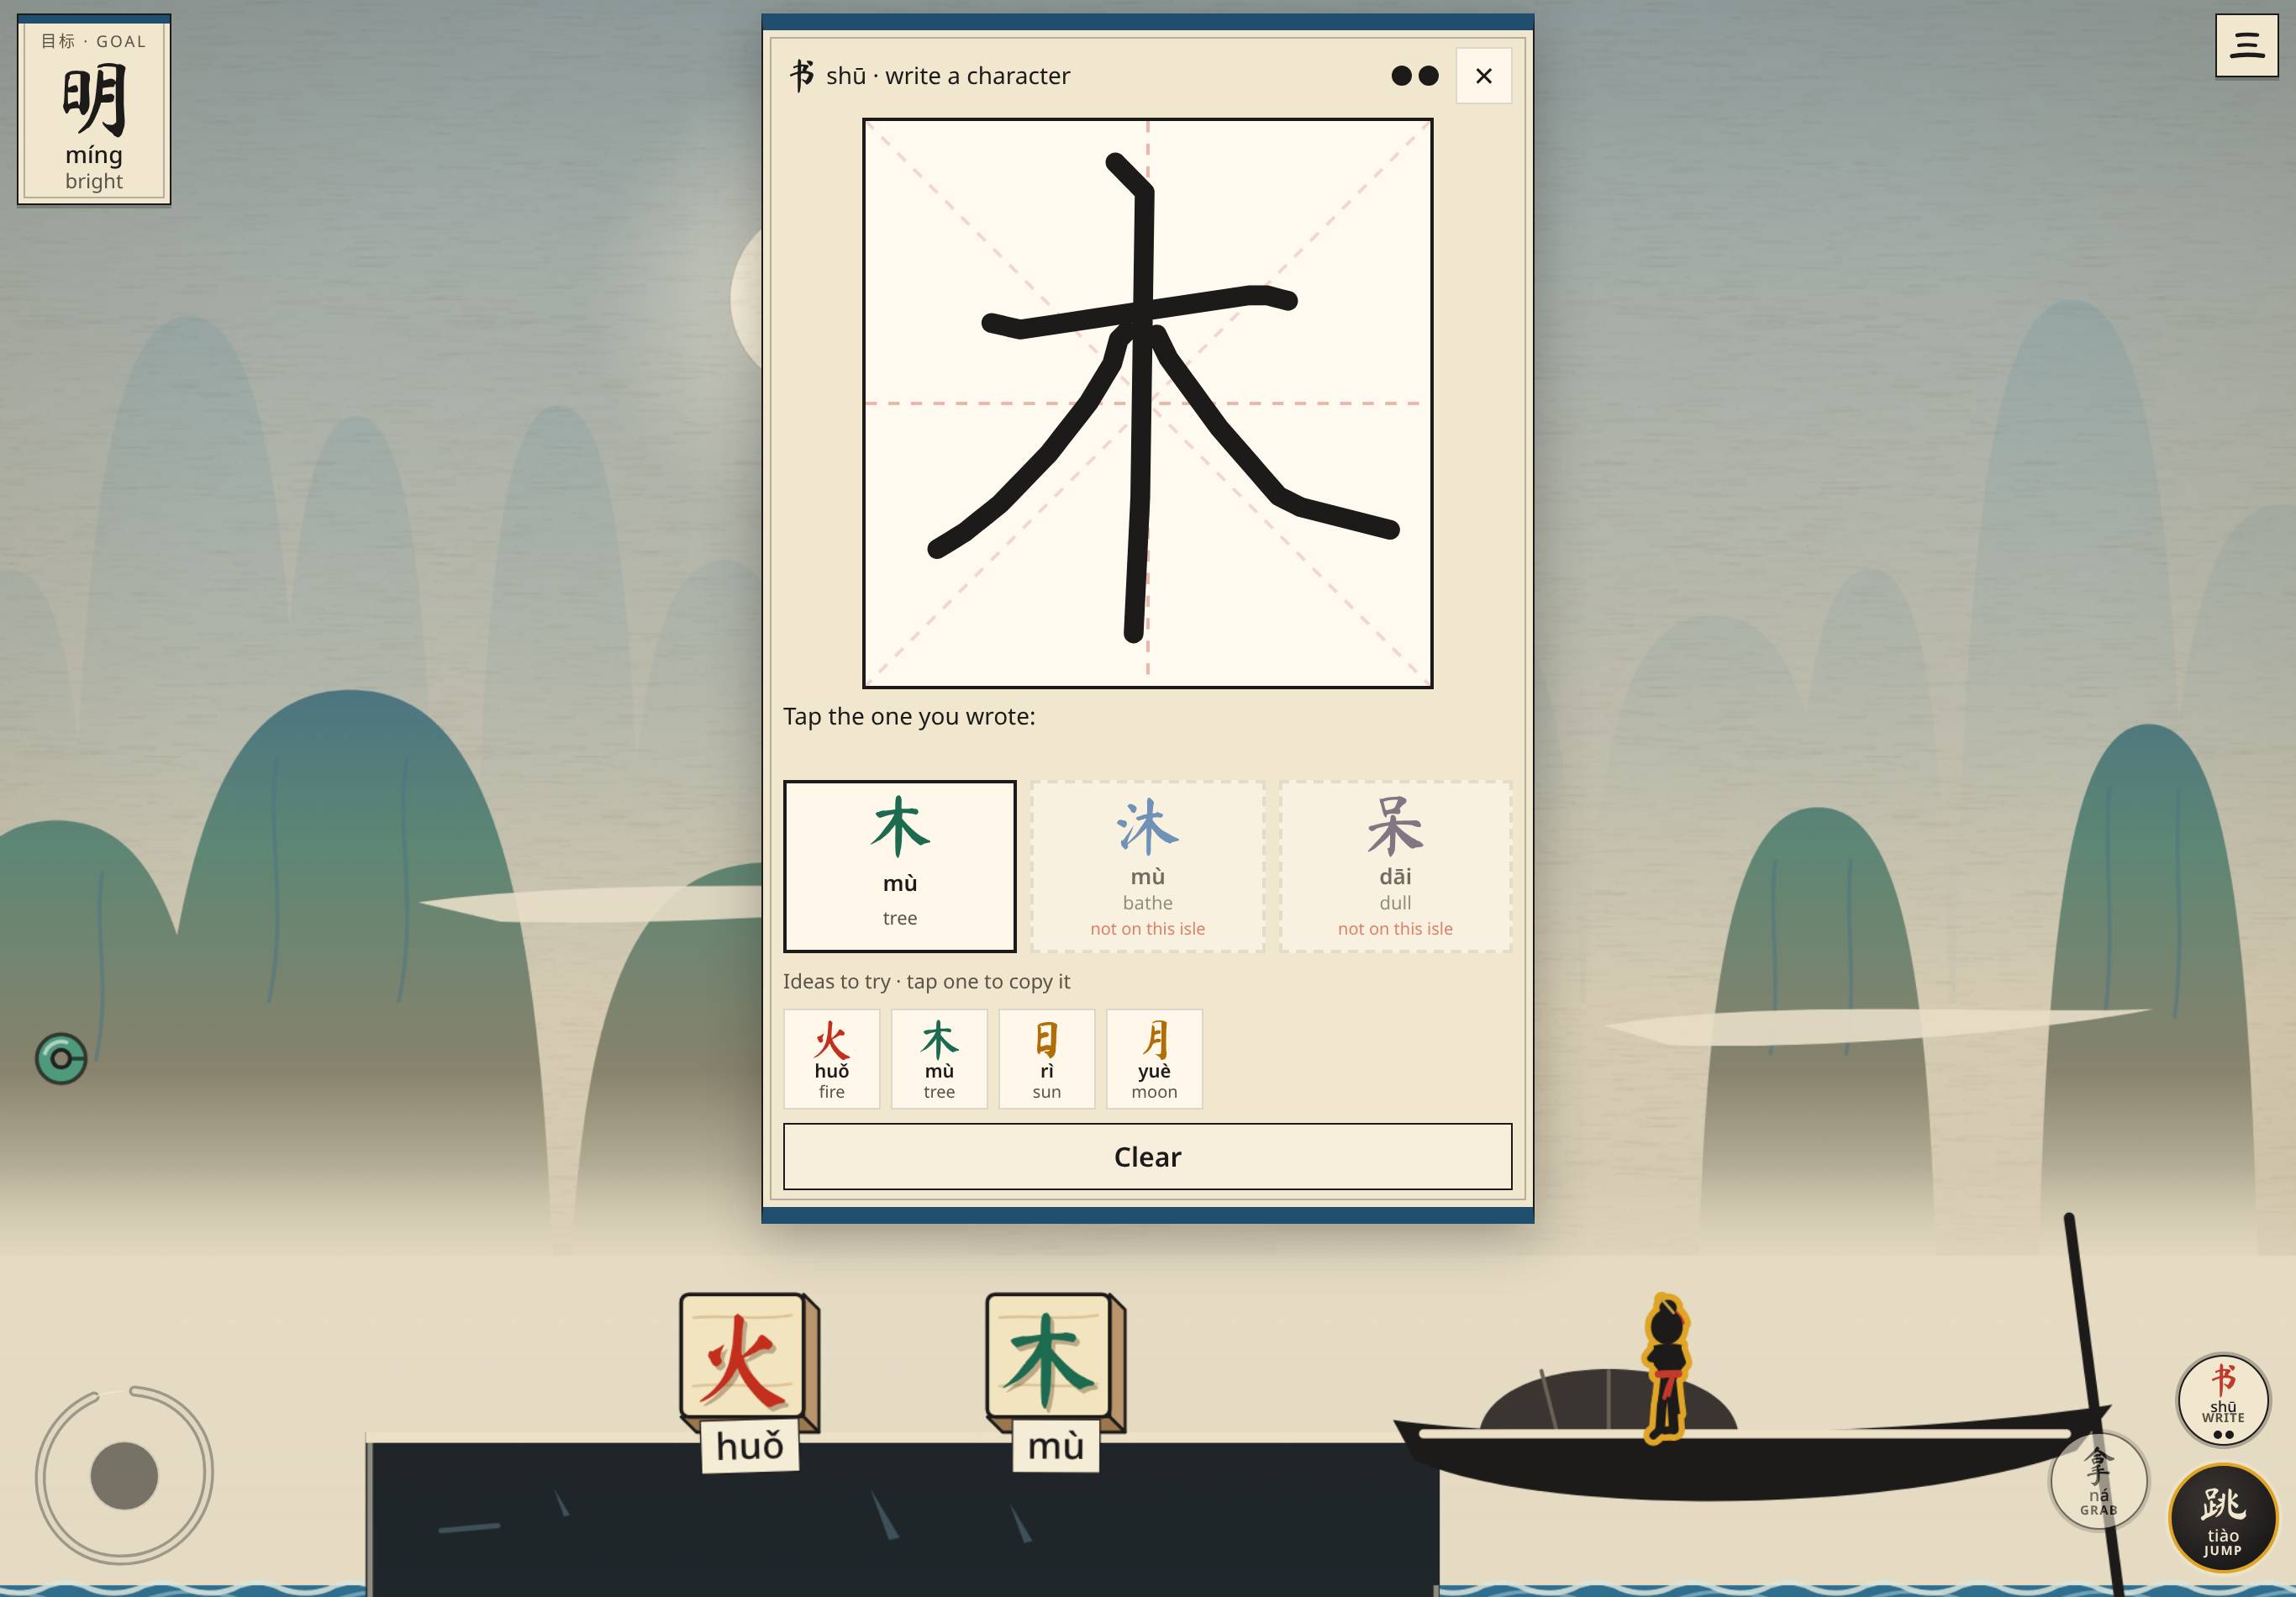 目标 · GOAL
明
míng
bright
书 shū · write a character
✕
三
木
Tap the one you wrote:
木
mù
tree
沐
mù
bathe
not on this isle
呆
dāi
dull
not on this isle
Ideas to try · tap one to copy it
火
huǒ
fire
木
mù
tree
日
rì
sun
月
yuè
moon
Clear
火
huǒ
木
mù
书
shū
WRITE
拿
ná
GRAB
跳
tiào
JUMP